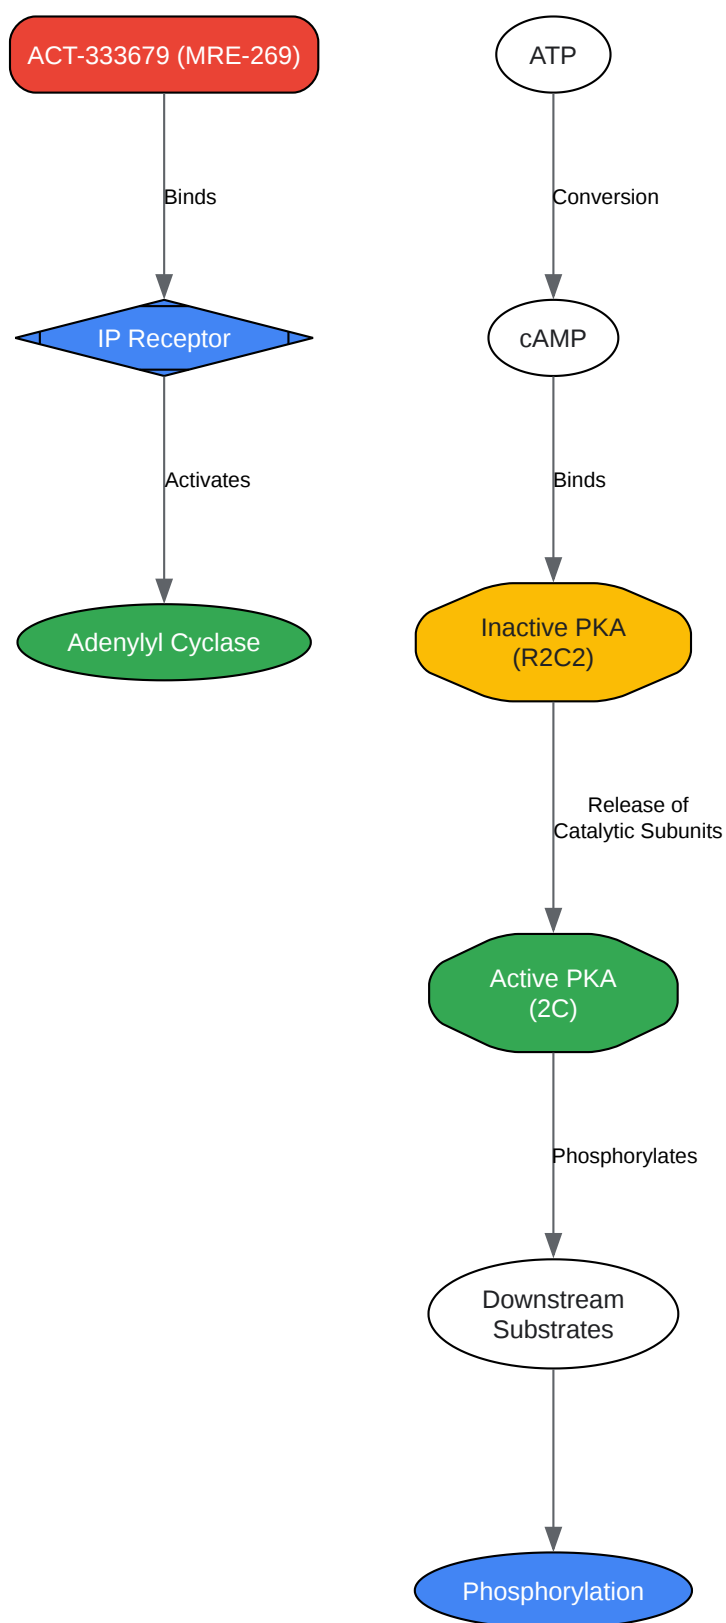 ACT-333679 (MRE-269)
Binds
IP Receptor
Activates
Adenylyl Cyclase
ATP
Conversion
cAMP
Binds
Inactive PKA
(R2C2)
Release of
Catalytic Subunits
Active PKA
(2C)
Phosphorylates
Downstream
Substrates
Phosphorylation